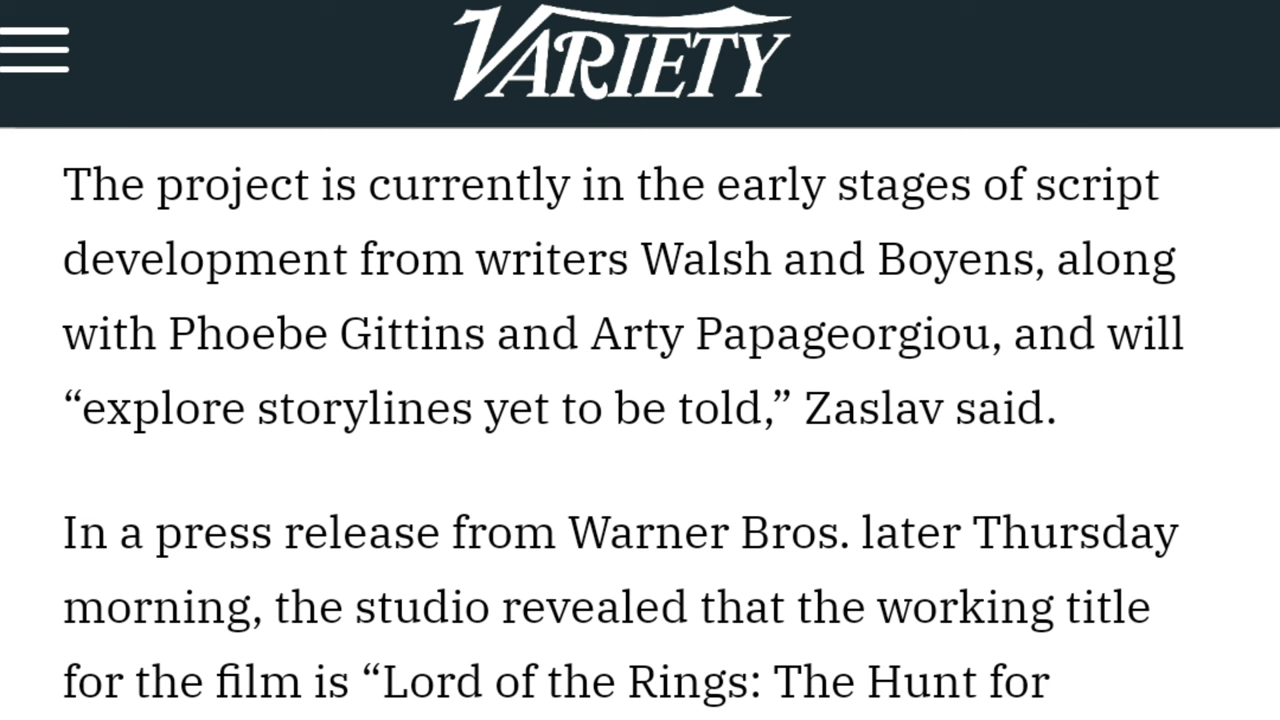 VARIETY
The project is currently in the early stages of script
development from writers Walsh and Boyens, along
with Phoebe Gittins and Arty Papageorgiou, and will
“explore storylines yet to be told,” Zaslav said.
In a press release from Warner Bros. later Thursday
morning, the studio revealed that the working title
for the film is “Lord of the Rings: The Hunt for